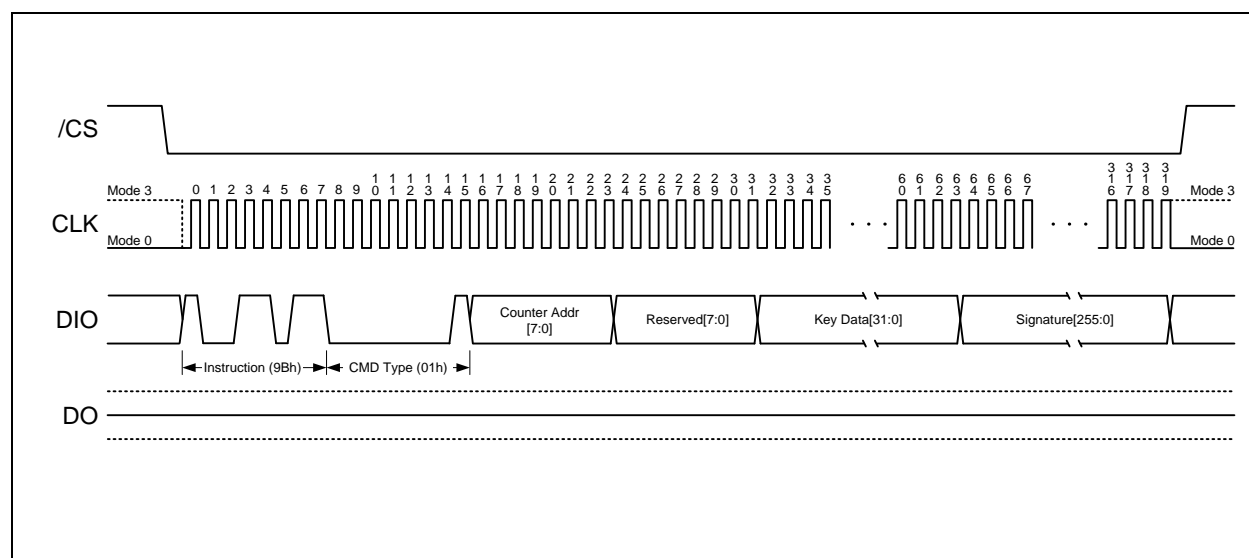 /CS
Mode 3 0 1 2 3 4 5 6 7 8 9 10 11 12 13 14 15 16 17 18 19 20 21 22 23 24 25 26 27 28 29 30 31 32 33 34 35 60 61 62 63 64 65 66 67 316 317 318 319 Mode 3
CLK . . . . . .
Mode 0 Mode 0
DIO
Counter Addr
[7:0]
Reserved[7:0] Key Data[31:0] Signature[255:0]
Instruction (9Bh) CMD Type (01h)
DO